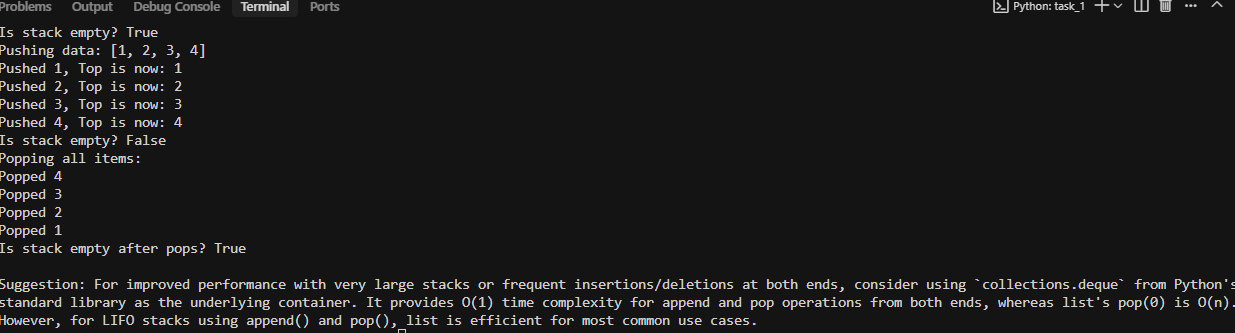 Problems Output Debug Console Terminal Ports Python: task_1
Is stack empty? True
Pushing data: [1, 2, 3, 4]
Pushed 1, Top is now: 1
Pushed 2, Top is now: 2
Pushed 3, Top is now: 3
Pushed 4, Top is now: 4
Is stack empty? False
Popping all items:
Popped 4
Popped 3
Popped 2
Popped 1
Is stack empty after pops? True
Suggestion: For improved performance with very large stacks or frequent insertions/deletions at both ends, consider using `collections.deque` from Python's
standard library as the underlying container. It provides O(1) time complexity for append and pop operations from both ends, whereas list's pop(0) is O(n).
However, for LIFO stacks using append() and pop(), list is efficient for most common use cases.